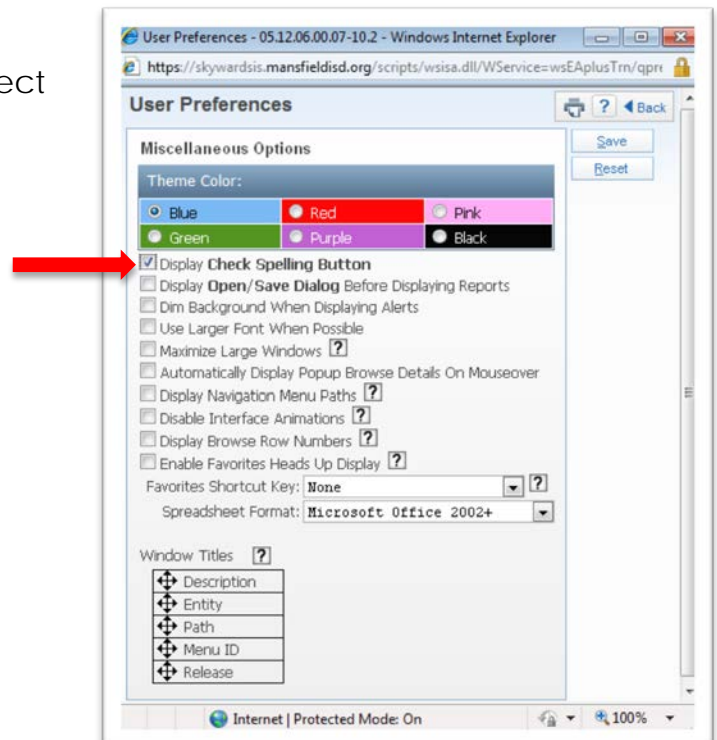 ect
User Preferences - 05.12.06.00.07-10.2 - Windows Internet Explorer
https://skywardsis.mansfieldisd.org/scripts/wsisa.dll/WService=wsEAplusTrn/qpre
User Preferences
? Back
Miscellaneous Options
Save
Reset
Theme Color:
Blue Red Pink
Green Purple Black
Display Check Spelling Button
Display Open/Save Dialog Before Displaying Reports
Dim Background When Displaying Alerts
Use Larger Font When Possible
Maximize Large Windows ?
Automatically Display Popup Browse Details On Mouseover
Display Navigation Menu Paths ?
Disable Interface Animations ?
Display Browse Row Numbers ?
Enable Favorites Heads Up Display ?
Favorites Shortcut Key: None ?
Spreadsheet Format: Microsoft Office 2002+
Window Titles ?
Description
Entity
Path
Menu ID
Release
Internet | Protected Mode: On 100%